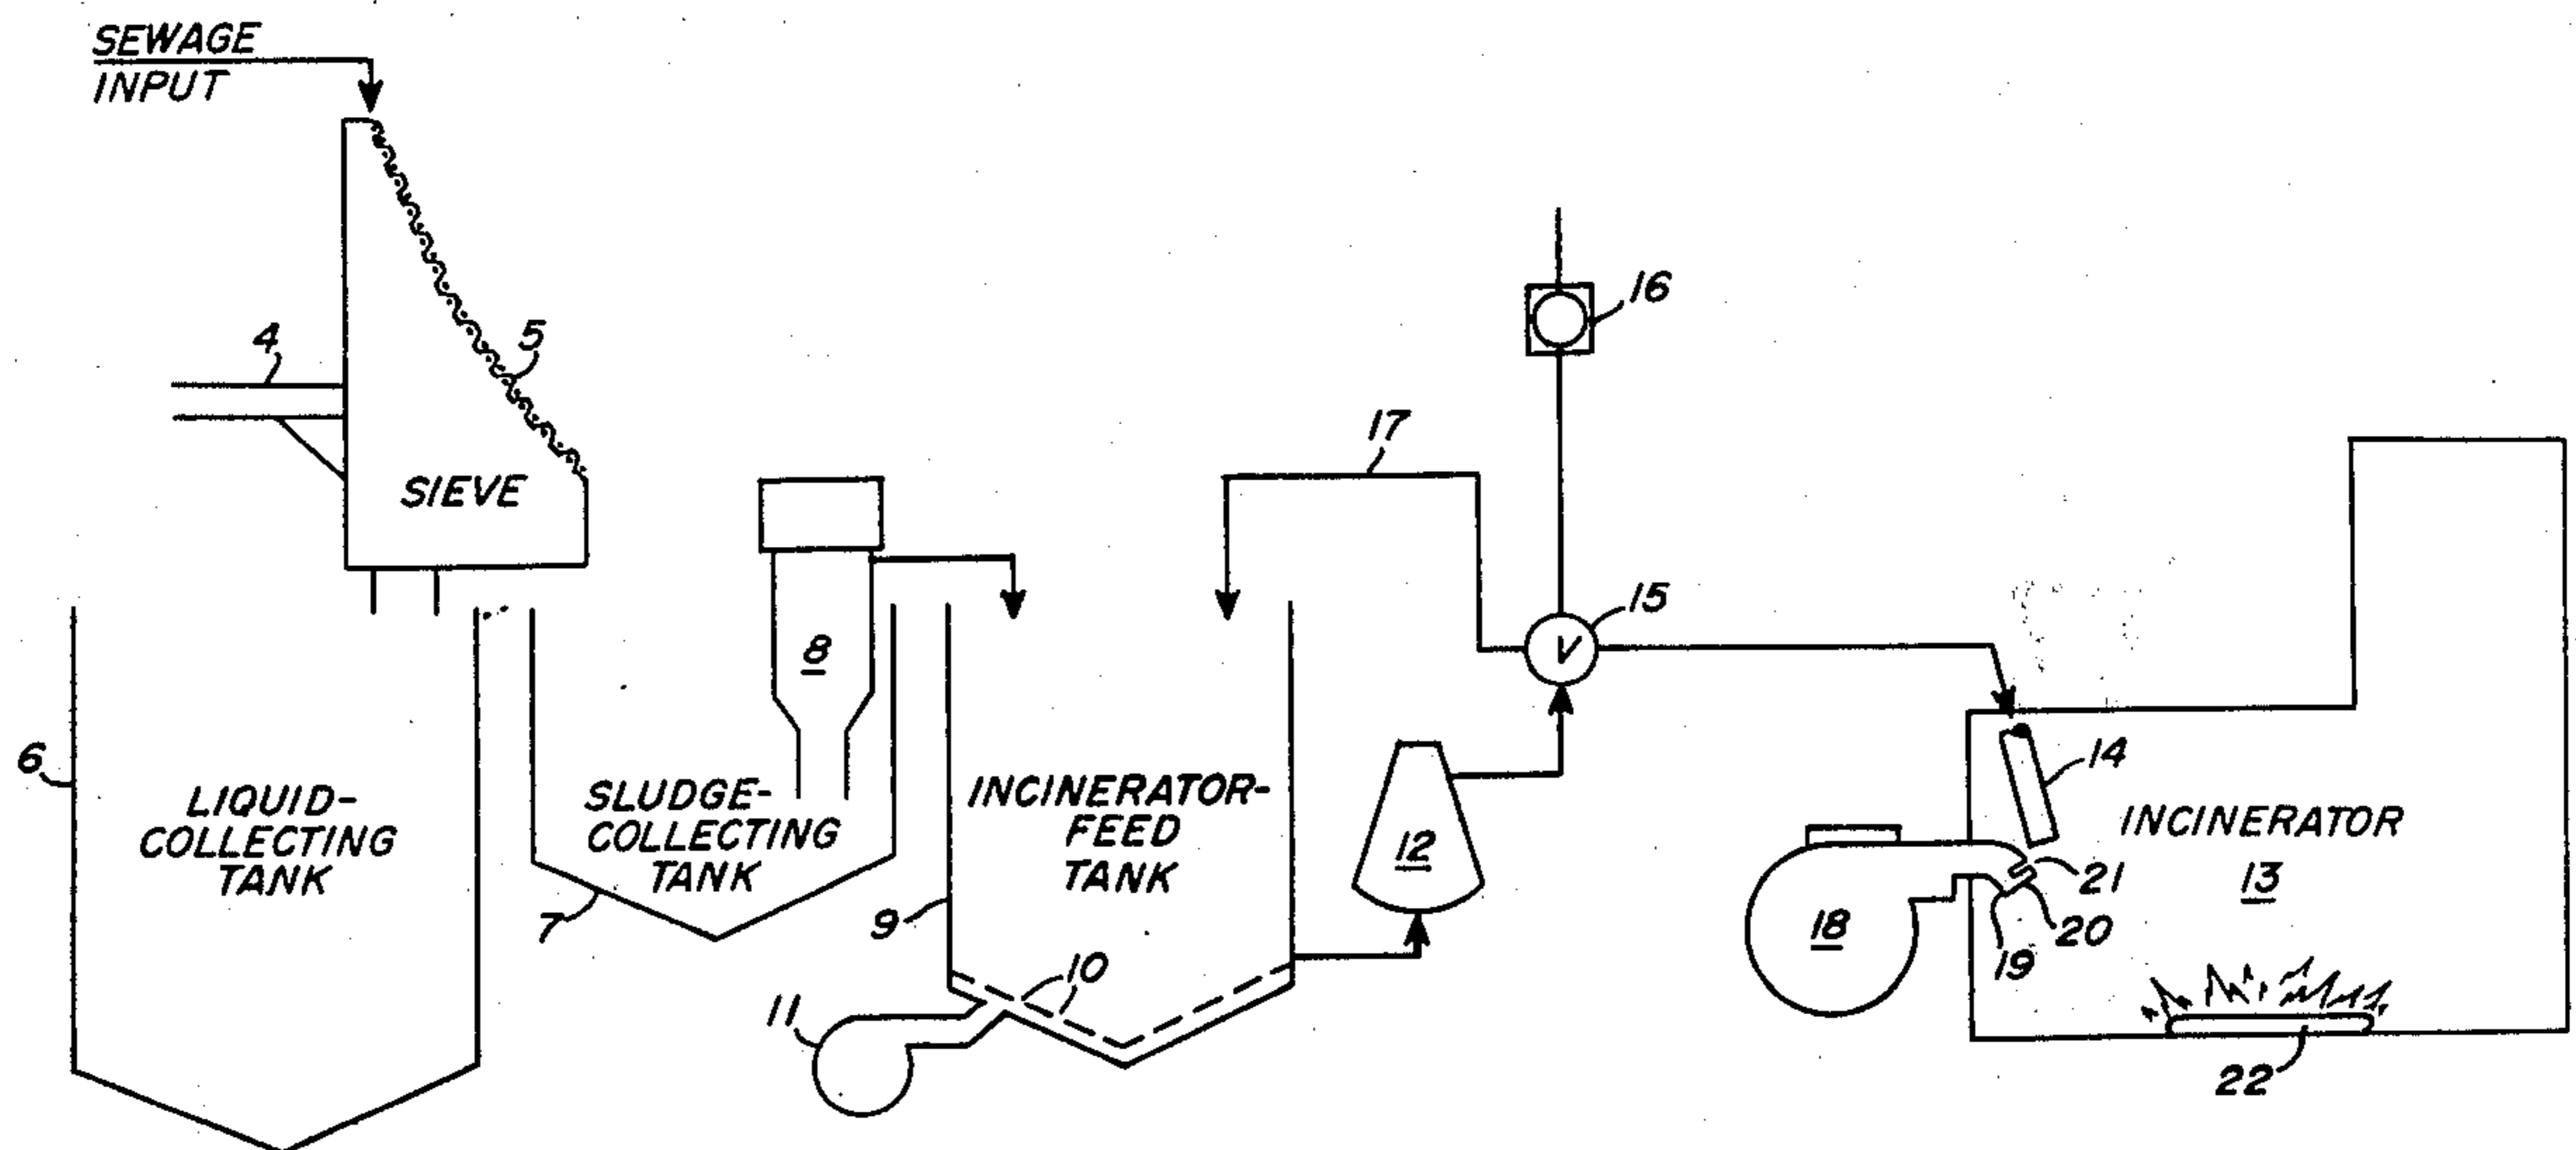 SEWAGE
INPUT
4
5
SIEVE
6
LIQUID-
COLLECTING
TANK
7
SLUDGE-
COLLECTING
TANK
8
9
INCINERATOR-
FEED
TANK
10
11
12
17
16
15
V
14
INCINERATOR
13
18
19
20
21
22